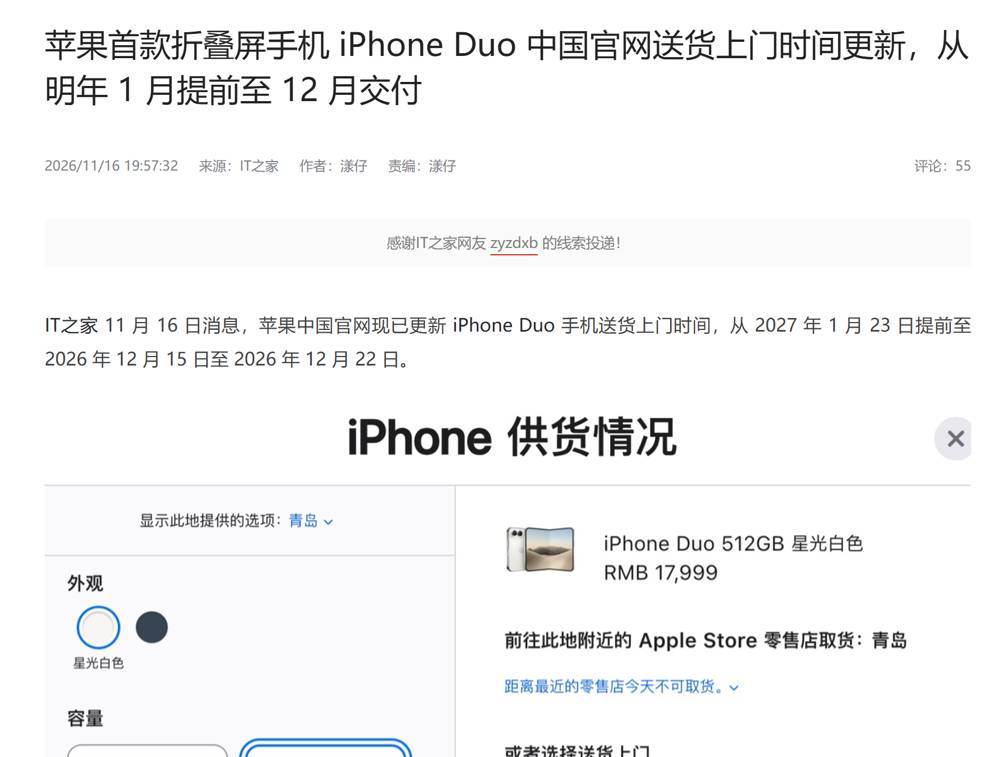 苹果首款折叠屏手机 iPhone Duo 中国官网送货上门时间更新，从
明年 1 月提前至 12 月交付
2026/11/16 19:57:32 来源：IT之家 作者：漾仔 责编：漾仔 评论：55
感谢IT之家网友 zyzdxb 的线索投递！
IT之家 11 月 16 日消息，苹果中国官网现已更新 iPhone Duo 手机送货上门时间，从 2027 年 1 月 23 日提前至
2026 年 12 月 15 日至 2026 年 12 月 22 日。
iPhone 供货情况
显示此地提供的选项：青岛
外观
星光白色
容量
iPhone Duo 512GB 星光白色
RMB 17,999
前往此地附近的 Apple Store 零售店取货：青岛
距离最近的零售店今天不可取货。
或者选择送货上门